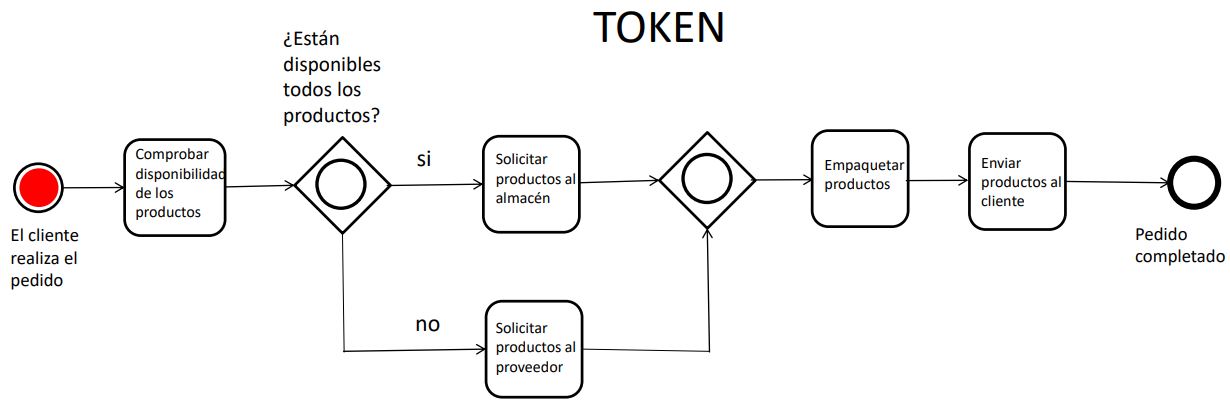 TOKEN
¿Están
disponibles
todos los
productos?
El cliente
realiza el
pedido
Comprobar
disponibilidad
de los
productos
si
Solicitar
productos al
almacén
no
Solicitar
productos al
proveedor
Empaquetar
productos
Enviar
productos al
cliente
Pedido
completado